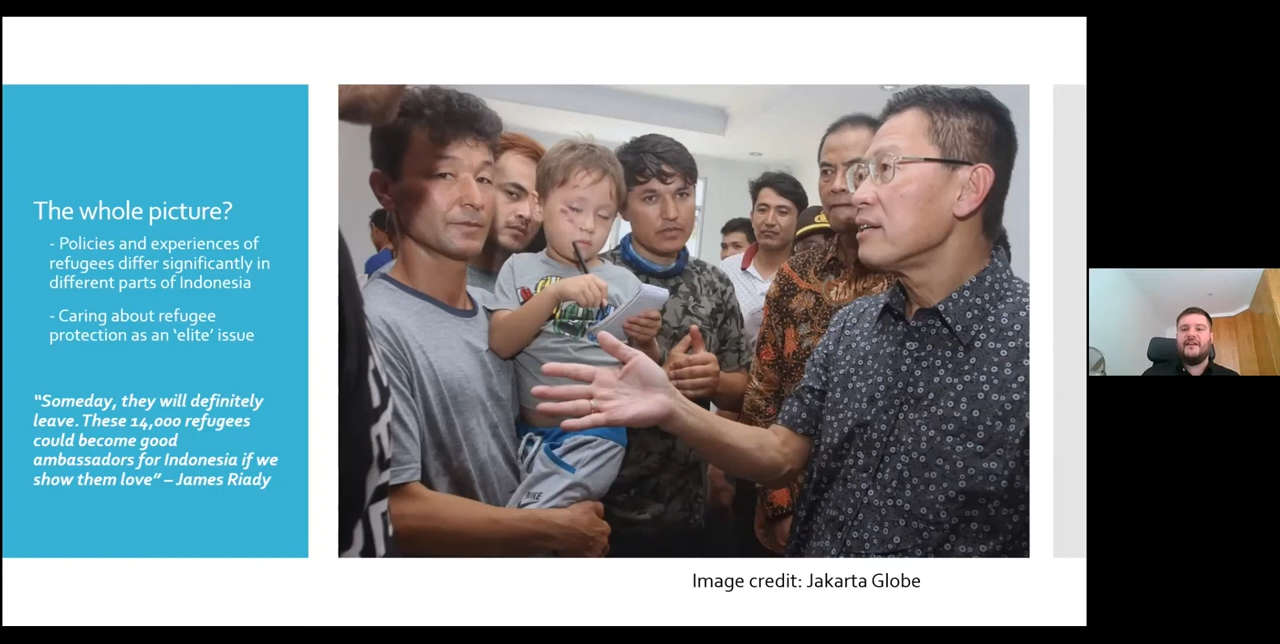 The whole picture?
- Policies and experiences of
refugees differ significantly in
different parts of Indonesia
- Caring about refugee
protection as an ‘elite’ issue
“Someday, they will definitely
leave. These 14,000 refugees
could become good
ambassadors for Indonesia if we
show them love” – James Riady
NIKE
Image credit: Jakarta Globe